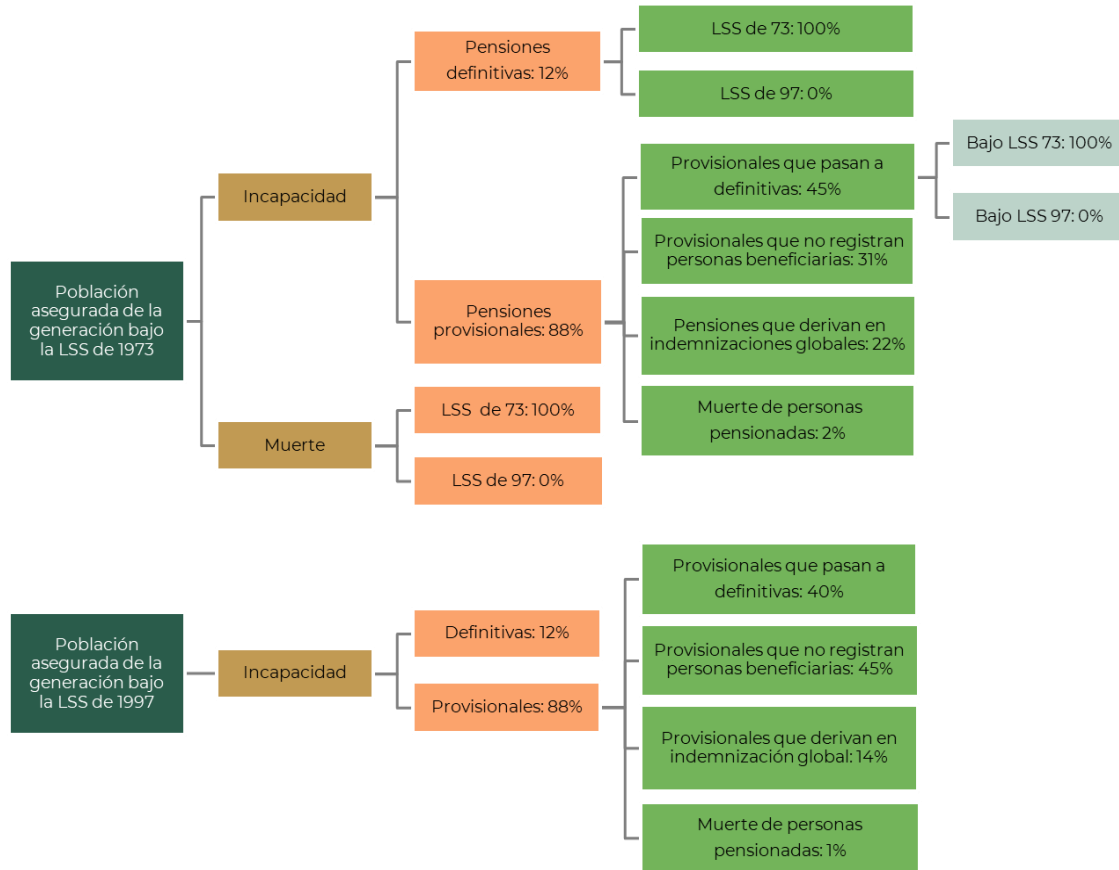 Población
asegurada de la
generación bajo
la LSS de 1973
Incapacidad
Pensiones
definitivas: 12%
LSS de 73: 100%
LSS de 97: 0%
Pensiones
provisionales: 88%
Provisionales que pasan a
definitivas: 45%
Bajo LSS 73: 100%
Bajo LSS 97: 0%
Provisionales que no registran
personas beneficiarias: 31%
Pensiones que derivan en
indemnizaciones globales: 22%
Muerte de personas
pensionadas: 2%
Muerte
LSS de 73: 100%
LSS de 97: 0%
Población
asegurada de la
generación bajo
la LSS de 1997
Incapacidad
Definitivas: 12%
Provisionales: 88%
Provisionales que pasan a
definitivas: 40%
Provisionales que no registran
personas beneficiarias: 45%
Provisionales que derivan en
indemnización global: 14%
Muerte de personas
pensionadas: 1%